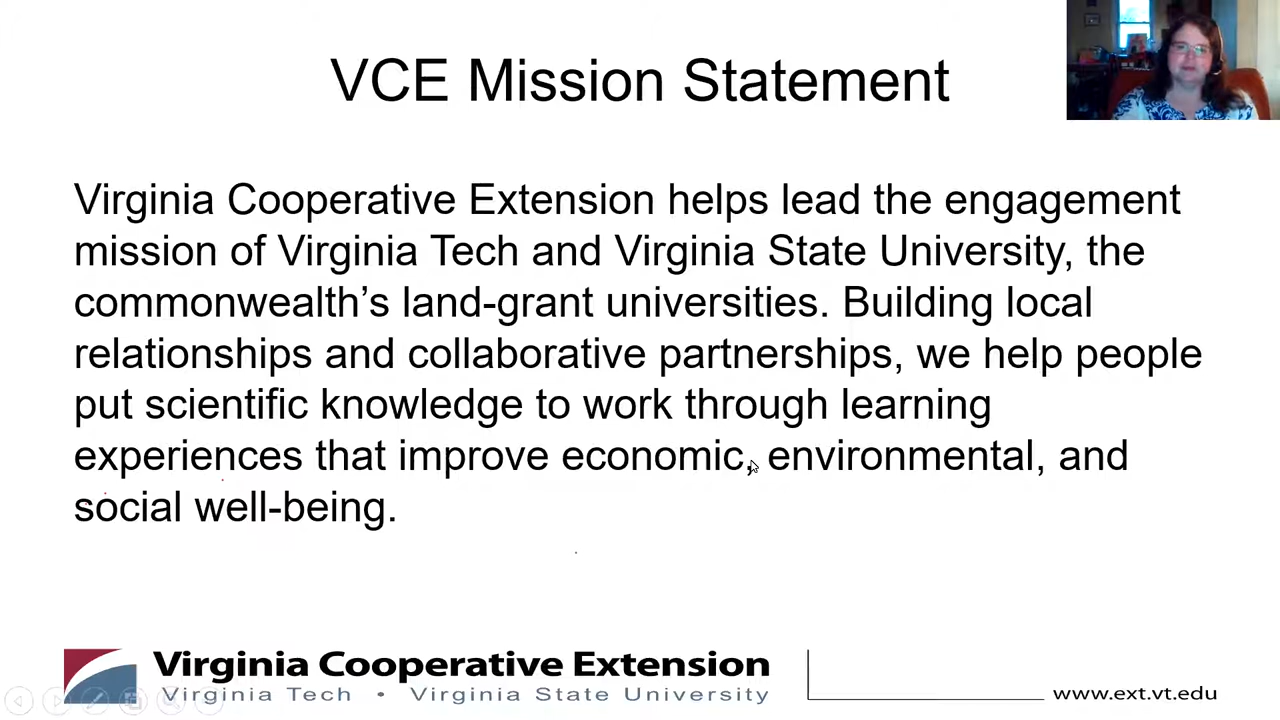 VCE Mission Statement
Virginia Cooperative Extension helps lead the engagement
mission of Virginia Tech and Virginia State University, the
commonwealth’s land-grant universities. Building local
relationships and collaborative partnerships, we help people
put scientific knowledge to work through learning
experiences that improve economic, environmental, and
social well-being.
Virginia Cooperative Extension
Virginia Tech • Virginia State University
www.ext.vt.edu